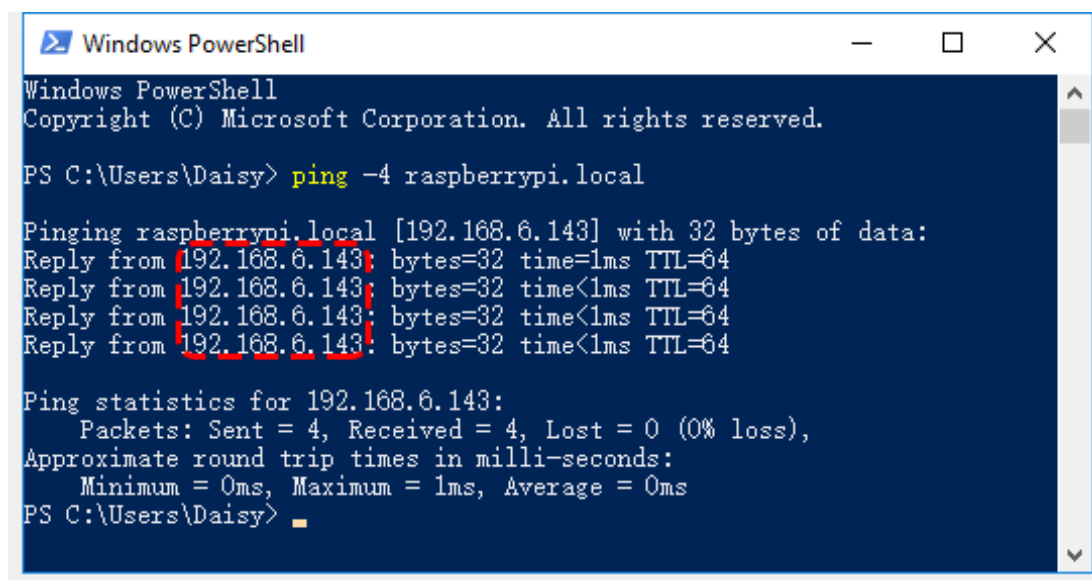 Windows PowerShell
Windows PowerShell
Copyright (C) Microsoft Corporation. All rights reserved.
PS C:\Users\Daisy> ping -4 raspberrypi.local
Pinging raspberrypi.local [192.168.6.143] with 32 bytes of data:
Reply from 192.168.6.143: bytes=32 time=1ms TTL=64
Reply from 192.168.6.143: bytes=32 time<1ms TTL=64
Reply from 192.168.6.143: bytes=32 time<1ms TTL=64
Reply from 192.168.6.143: bytes=32 time<1ms TTL=64
Ping statistics for 192.168.6.143:
    Packets: Sent = 4, Received = 4, Lost = 0 (0% loss),
Approximate round trip times in milli-seconds:
    Minimum = 0ms, Maximum = 1ms, Average = 0ms
PS C:\Users\Daisy>